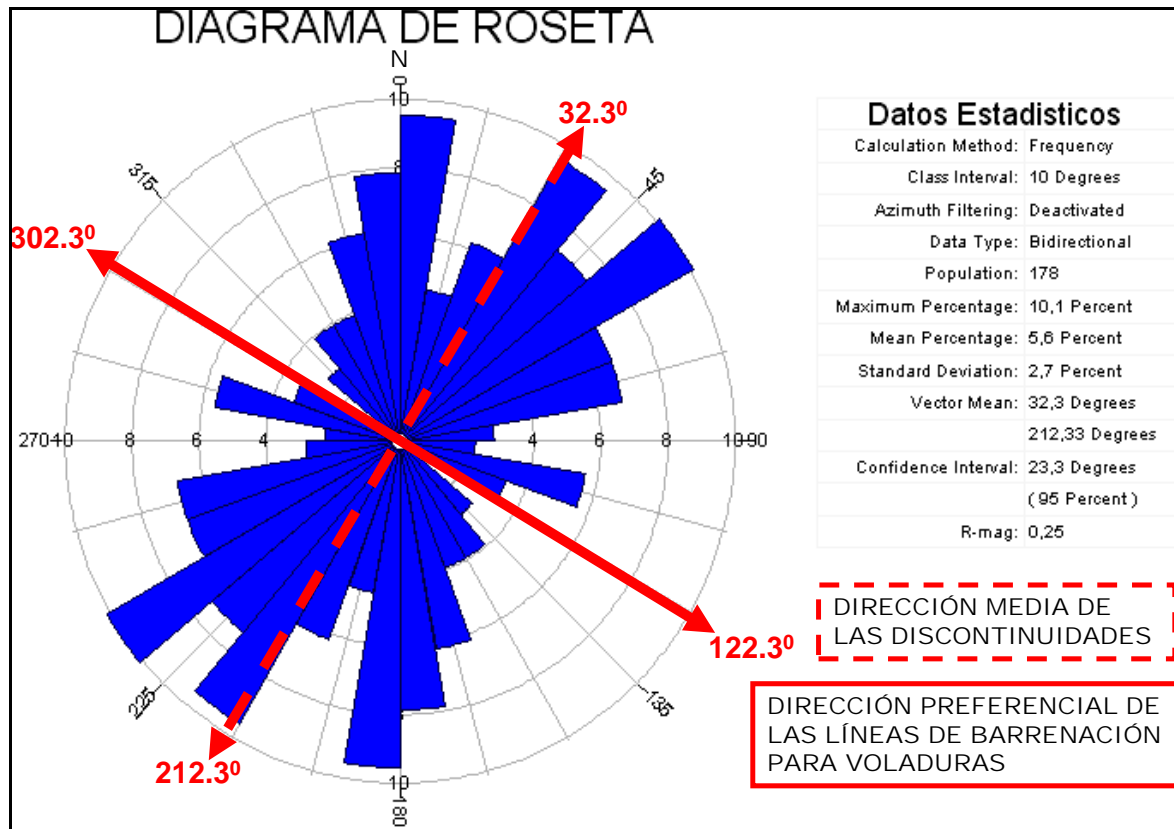 DIAGRAMA DE ROSETA
N
0
10
8
32.3⁰
45
315
302.3⁰
270
10
8
6
4
4
6
8
10
90
122.3⁰
135
225
212.3⁰
10
180
Datos Estadisticos
Calculation Method: Frequency
Class Interval: 10 Degrees
Azimuth Filtering: Deactivated
Data Type: Bidirectional
Population: 178
Maximum Percentage: 10,1 Percent
Mean Percentage: 5,6 Percent
Standard Deviation: 2,7 Percent
Vector Mean: 32,3 Degrees
212,33 Degrees
Confidence Interval: 23,3 Degrees
(95 Percent)
R-mag: 0,25
DIRECCIÓN MEDIA DE
LAS DISCONTINUIDADES
DIRECCIÓN PREFERENCIAL DE
LAS LÍNEAS DE BARRENACIÓN
PARA VOLADURAS